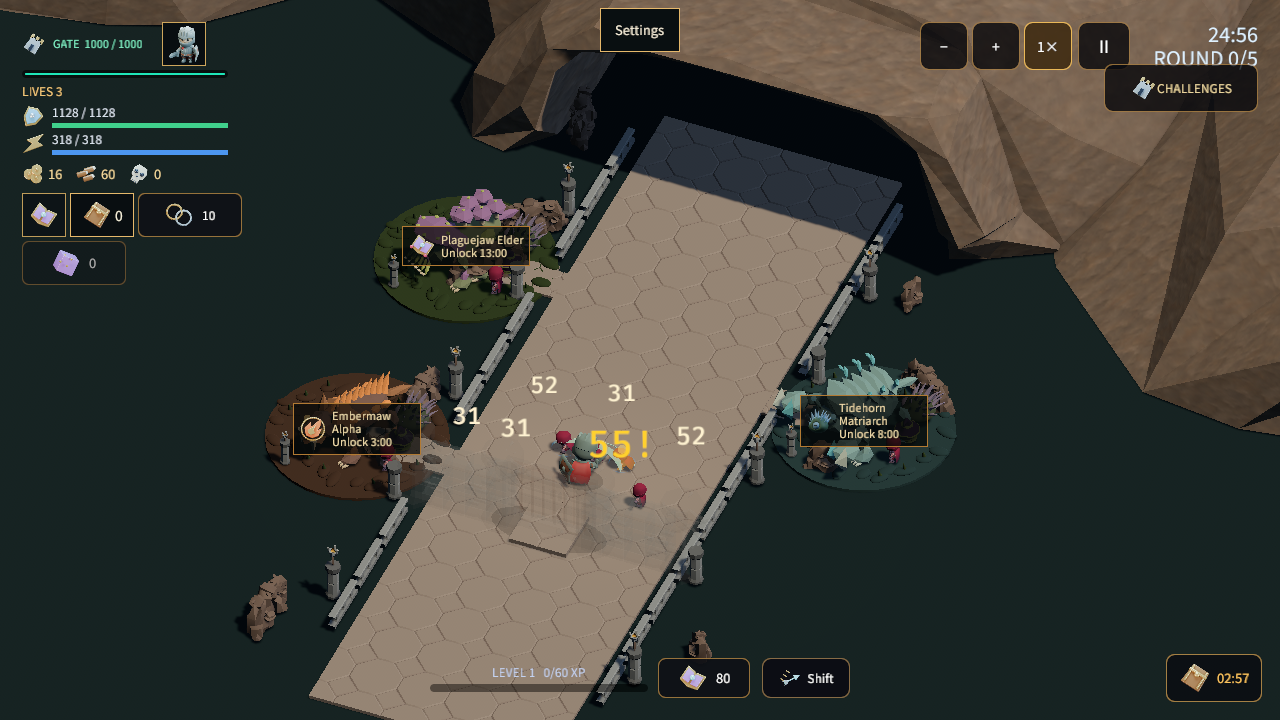 Settings
GATE 1000 / 1000
LIVES 3
1128 / 1128
318 / 318
16 60 0
0 10
0
− + 1× II
24:56
ROUND 0/5
CHALLENGES
Plaguejaw Elder
Unlock 13:00
Embermaw
Alpha
Unlock 3:00
Tidehorn
Matriarch
Unlock 8:00
52
31
31
31
55!
52
LEVEL 1 0/60 XP
80
Shift
02:57